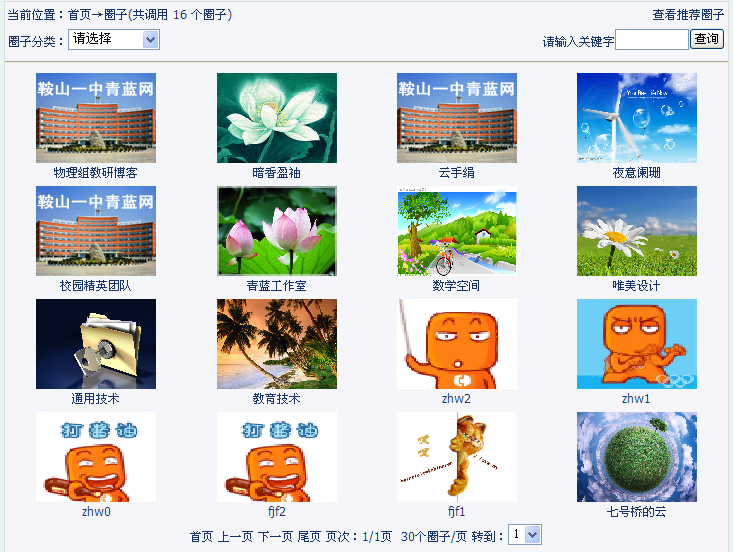 当前位置：首页→圈子(共调用 16 个圈子) 查看推荐圈子
圈子分类： 请选择 请输入关键字 查询
鞍山一中青蓝网 鞍山一中青蓝网
物理组教研博客 暗香盈袖 云手绢 夜意阑珊
鞍山一中青蓝网
校园精英团队 青蓝工作室 数学空间 唯美设计
通用技术 教育技术 zhw2 zhw1
打酱油 打酱油
zhw0 fjf2 fjf1 七号桥的云
首页 上一页 下一页 尾页 页次：1/1页 30个圈子/页 转到： 1